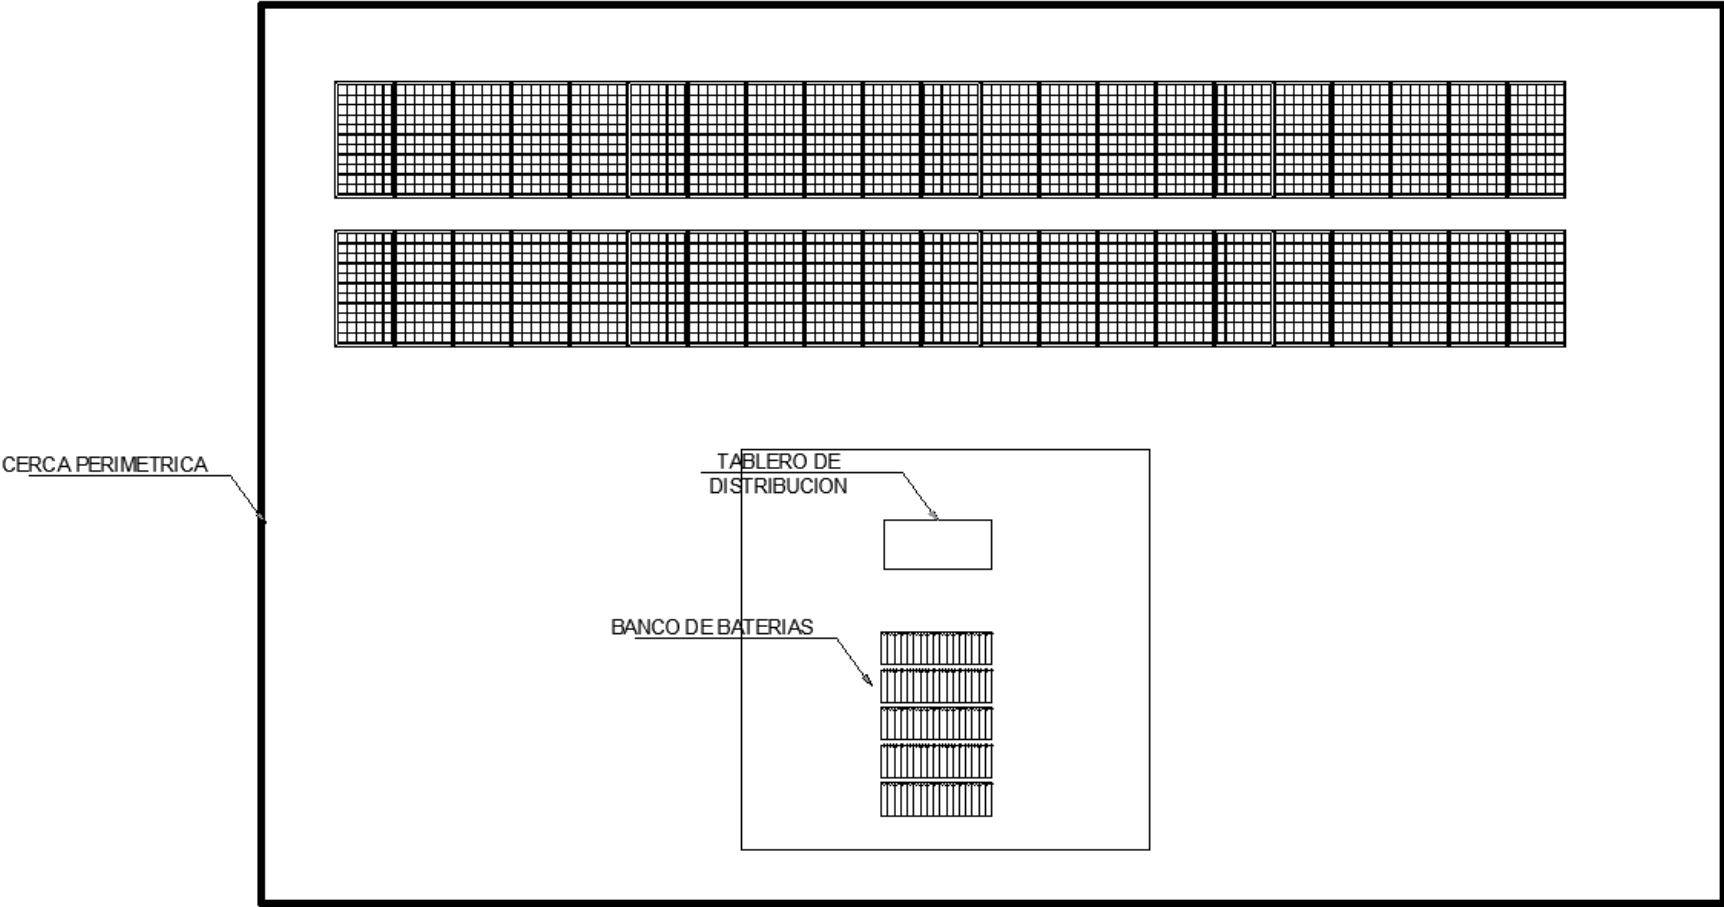 CERCA PERIMETRICA
TABLERO DE
DISTRIBUCION
BANCO DE BATERIAS